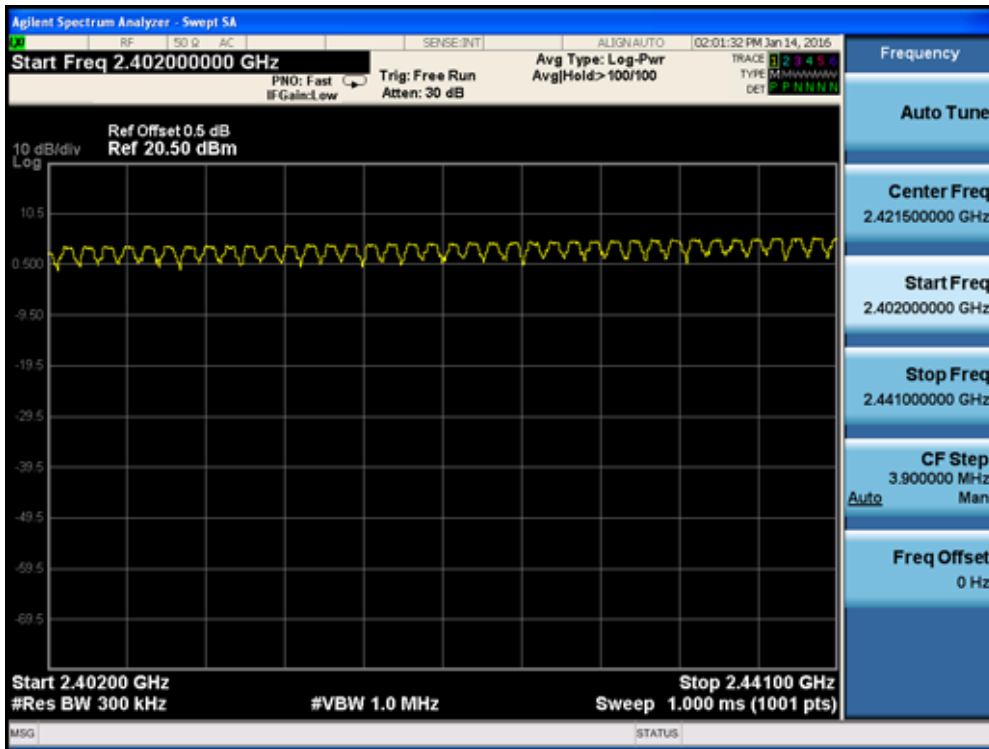 Agilent Spectrum Analyzer - Swept SA
RF 50 Ω AC SENSE:INT ALIGNAUTO 02:01:32 PM Jan 14, 2016
Start Freq 2.402000000 GHz
PNO: Fast
IFGain:Low
Trig: Free Run
Atten: 30 dB
Avg Type: Log-Pwr
Avg|Hold:> 100/100
TRACE 1 2 3 4 5 6
TYPE M
DET P P N N N N
Ref Offset 0.5 dB
10 dB/div Ref 20.50 dBm
Log
10.5
0.500
-9.50
-19.5
-29.5
-39.5
-49.5
-59.5
-69.5
Start 2.40200 GHz Stop 2.44100 GHz
#Res BW 300 kHz #VBW 1.0 MHz Sweep 1.000 ms (1001 pts)
MSG STATUS
Frequency
Auto Tune
Center Freq
2.421500000 GHz
Start Freq
2.402000000 GHz
Stop Freq
2.441000000 GHz
CF Step
3.900000 MHz
Auto Man
Freq Offset
0 Hz